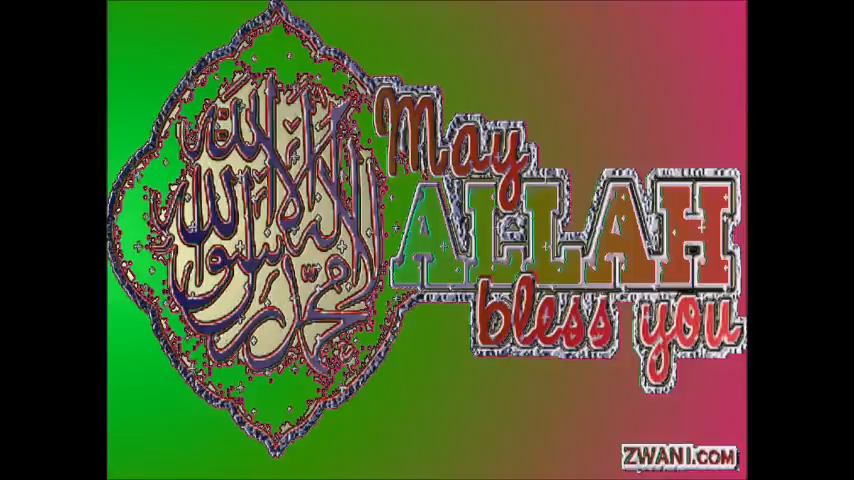 لا إله إلا الله
محمد رسول الله
May
ALLAH
bless you
ZWANI.COM